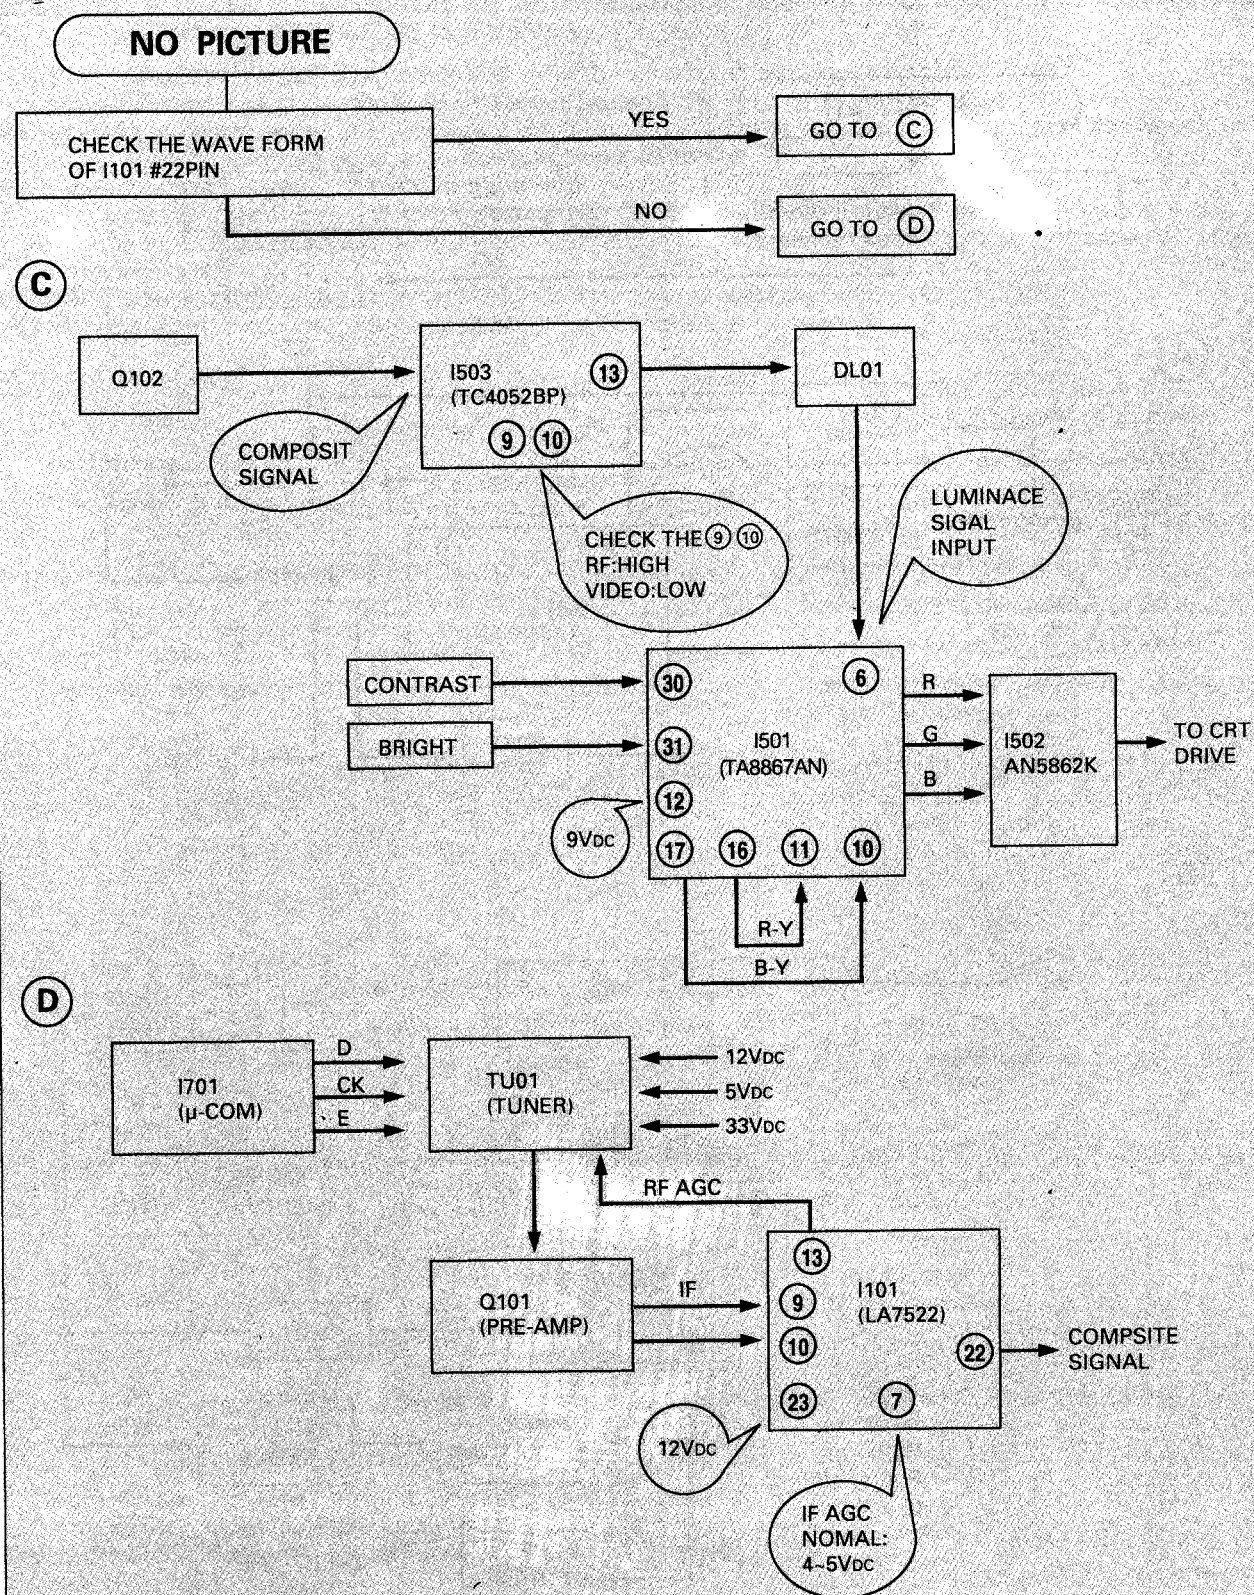 NO PICTURE
CHECK THE WAVE FORM
OF I101 #22PIN
YES
GO TO C
NO
GO TO D
C
Q102
I503
(TC4052BP)
13
9 10
DL01
COMPOSIT
SIGNAL
CHECK THE 9 10
RF:HIGH
VIDEO:LOW
LUMINACE
SIGAL
INPUT
CONTRAST
BRIGHT
30
6
31
I501
(TA8867AN)
12
9VDC
17 16 11 10
R
G
B
I502
AN5862K
TO CRT
DRIVE
R-Y
B-Y
D
I701
(µ-COM)
D
CK
E
TU01
(TUNER)
12VDC
5VDC
33VDC
RF AGC
Q101
(PRE-AMP)
IF
13
9
10
I101
(LA7522)
22
23
7
COMPSITE
SIGNAL
12VDC
IF AGC
NOMAL:
4~5VDC